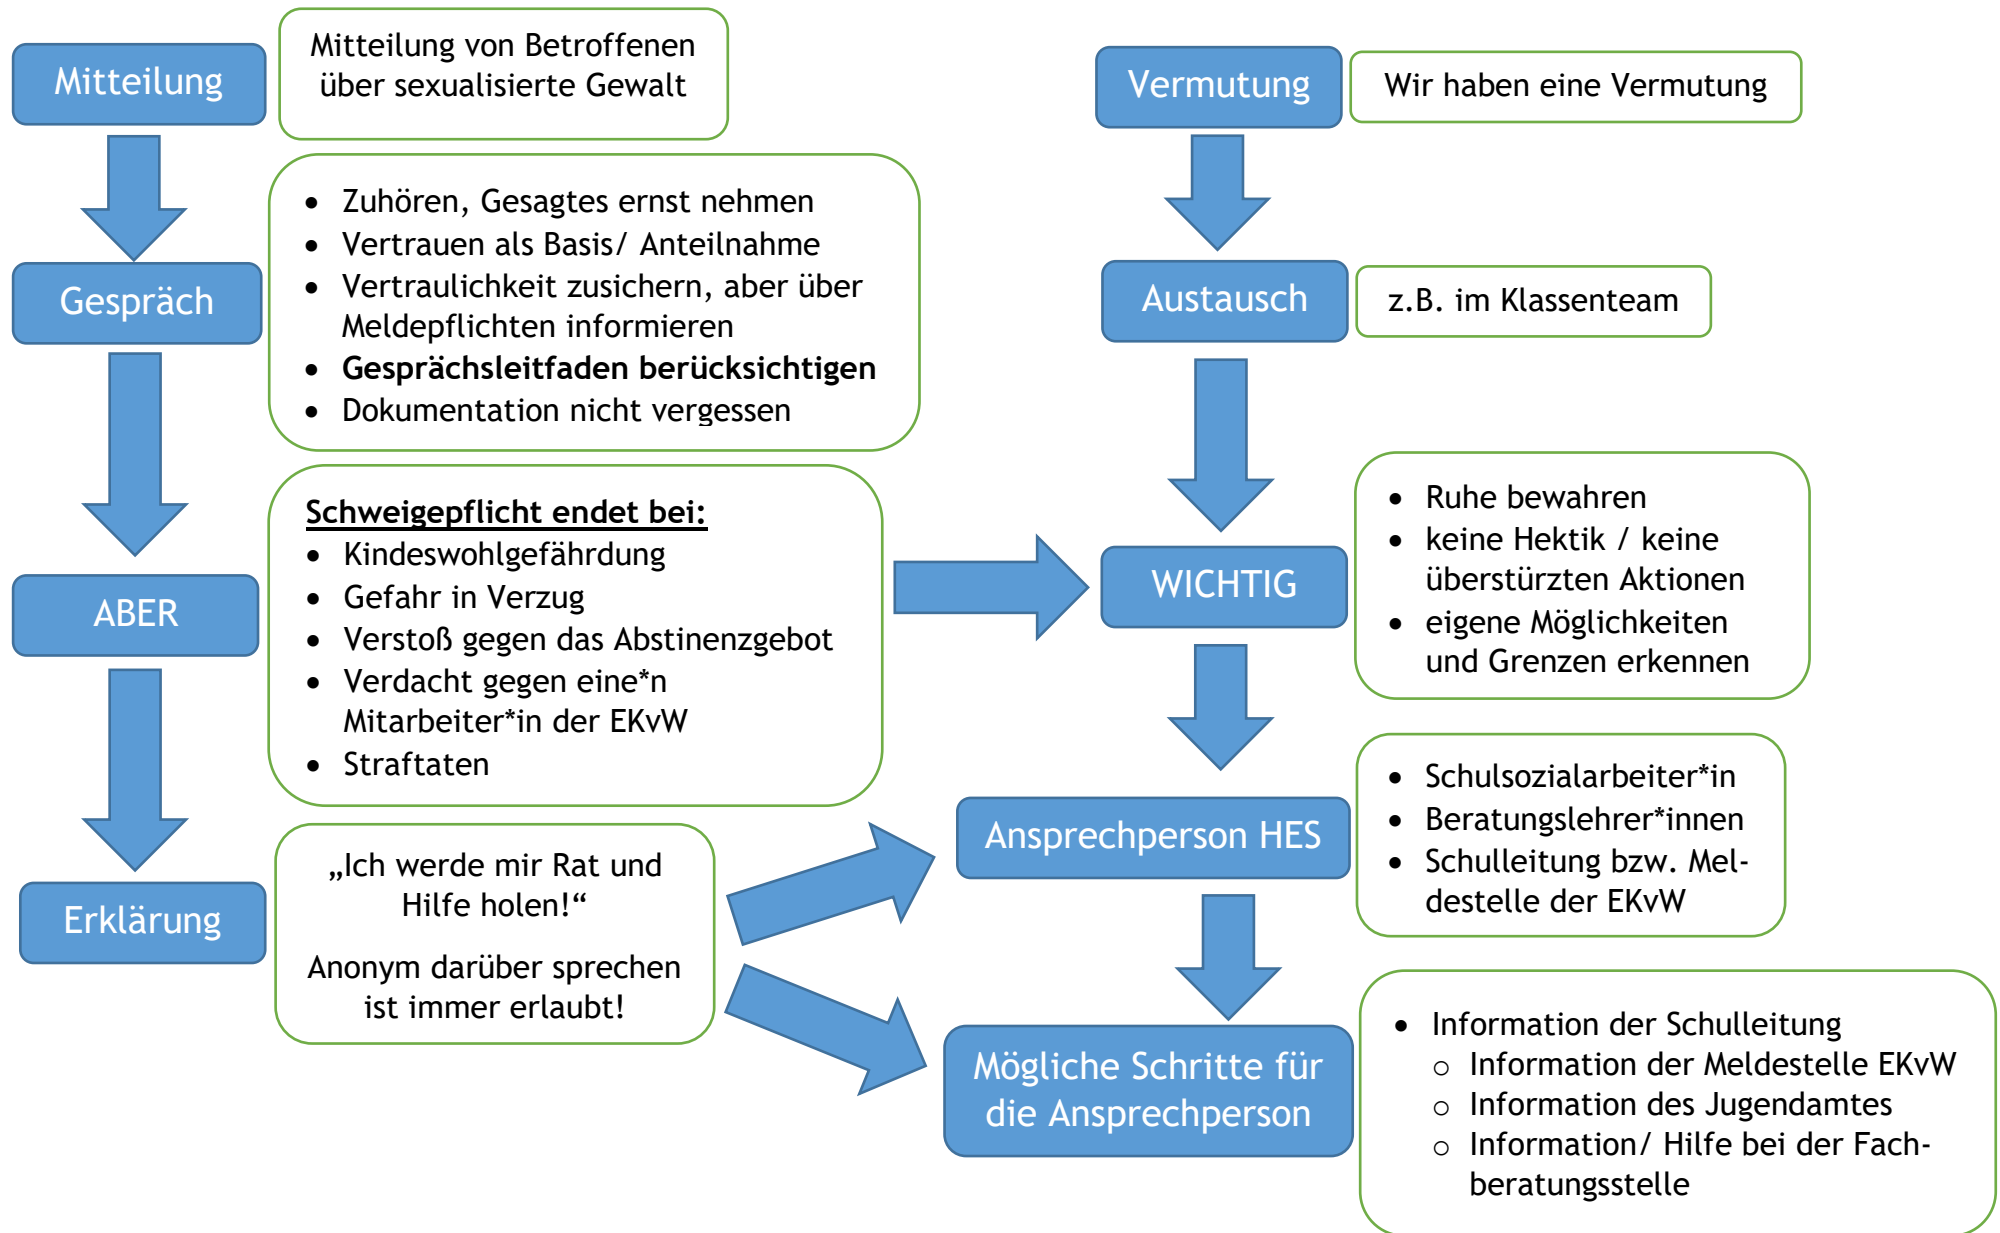 Mitteilung
Mitteilung von Betroffenen
über sexualisierte Gewalt
Gespräch
• Zuhören, Gesagtes ernst nehmen
• Vertrauen als Basis/ Anteilnahme
• Vertraulichkeit zusichern, aber über
Meldepflichten informieren
• Gesprächsleitfaden berücksichtigen
• Dokumentation nicht vergessen
ABER
Schweigepflicht endet bei:
• Kindeswohlgefährdung
• Gefahr in Verzug
• Verstoß gegen das Abstinenzgebot
• Verdacht gegen eine*n
Mitarbeiter*in der EKvW
• Straftaten
Erklärung
„Ich werde mir Rat und
Hilfe holen!“
Anonym darüber sprechen
ist immer erlaubt!
Vermutung
Wir haben eine Vermutung
Austausch
z.B. im Klassenteam
WICHTIG
• Ruhe bewahren
• keine Hektik / keine
überstürzten Aktionen
• eigene Möglichkeiten
und Grenzen erkennen
Ansprechperson HES
• Schulsozialarbeiter*in
• Beratungslehrer*innen
• Schulleitung bzw. Mel-
destelle der EKvW
Mögliche Schritte für
die Ansprechperson
• Information der Schulleitung
o Information der Meldestelle EKvW
o Information des Jugendamtes
o Information/ Hilfe bei der Fach-
beratungsstelle